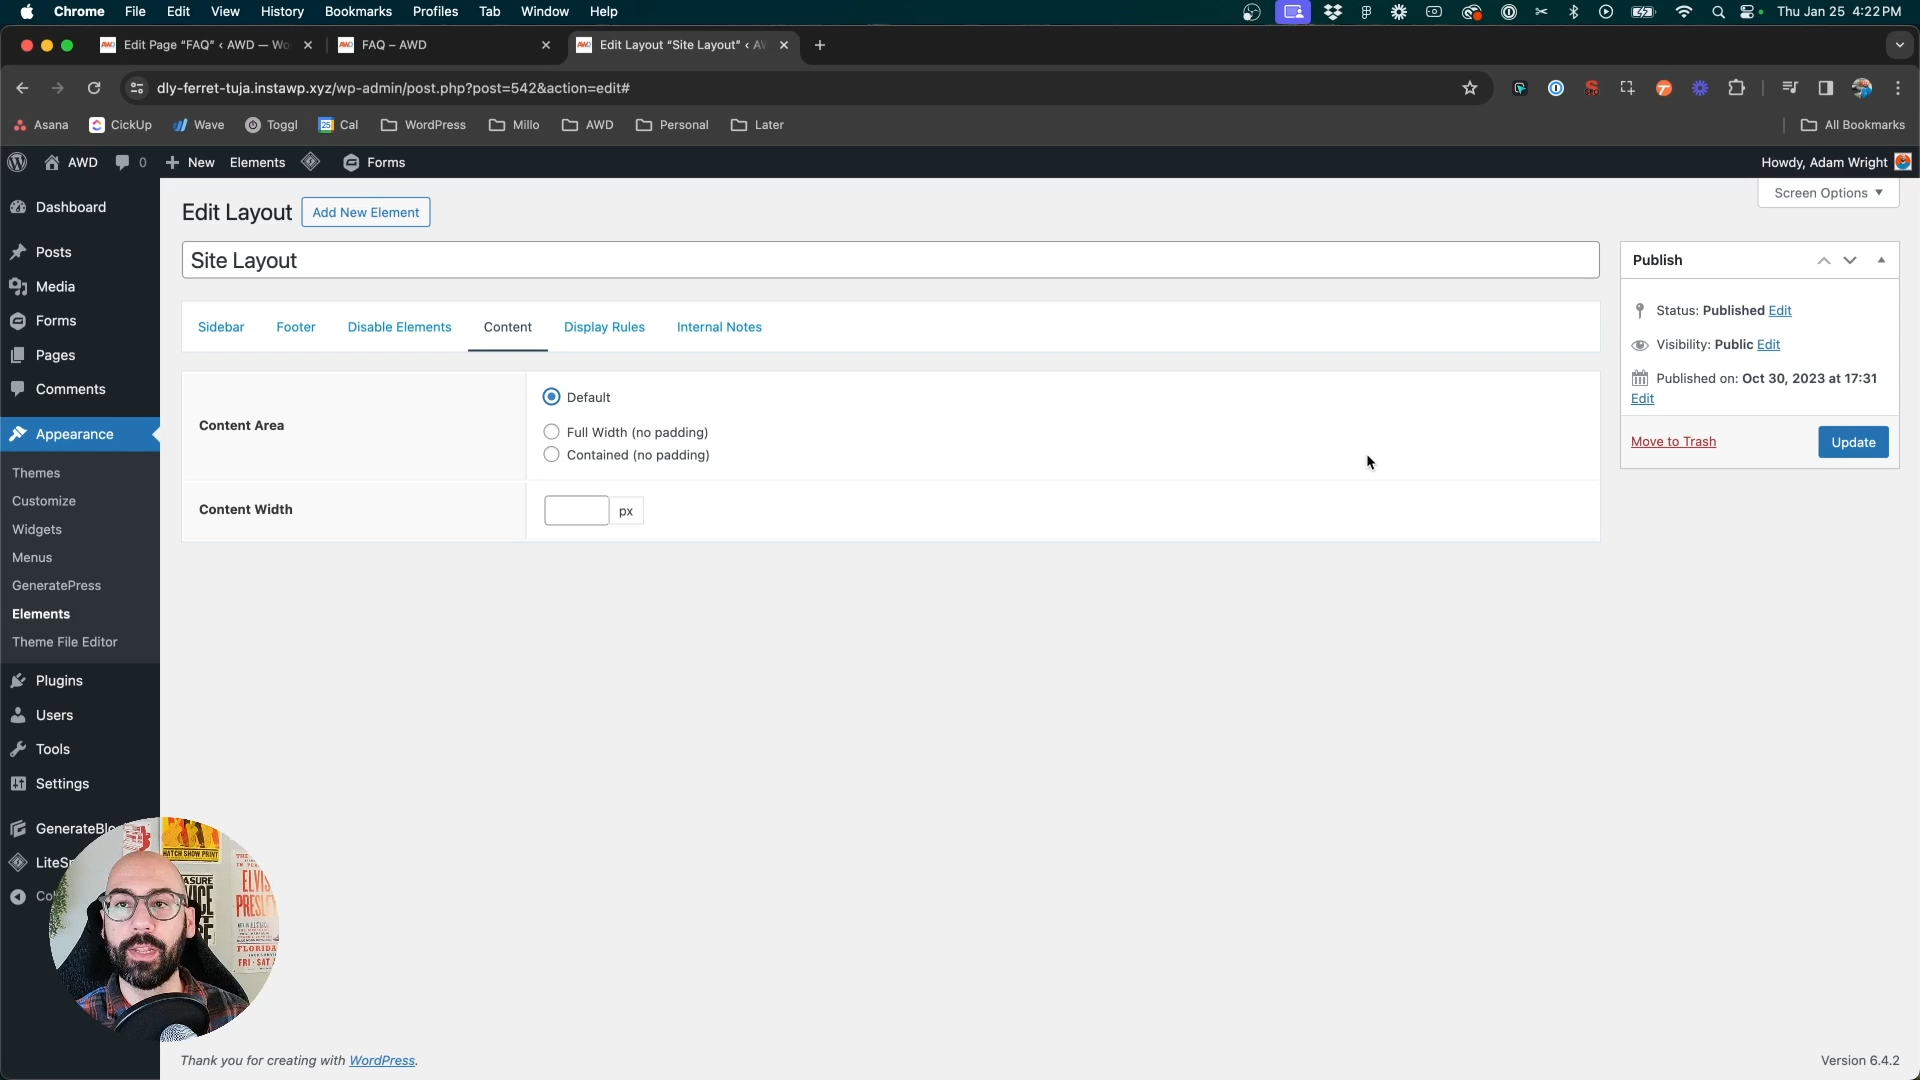 Chrome File Edit View History Bookmarks Profiles Tab Window Help
Thu Jan 25 4:22 PM
Edit Page “FAQ” ‹ AWD — Wo
FAQ – AWD
Edit Layout “Site Layout” ‹ AW
dly-ferret-tuja.instawp.xyz/wp-admin/post.php?post=542&action=edit#
Asana CickUp Wave Toggl Cal WordPress Millo AWD Personal Later
All Bookmarks
AWD 0 New Elements Forms
Howdy, Adam Wright
Screen Options
Dashboard
Posts
Media
Forms
Pages
Comments
Appearance
Themes
Customize
Widgets
Menus
GeneratePress
Elements
Theme File Editor
Plugins
Users
Tools
Settings
GenerateBlo
LiteSp
Edit Layout
Add New Element
Site Layout
Sidebar Footer Disable Elements Content Display Rules Internal Notes
Content Area
Default
Full Width (no padding)
Contained (no padding)
Content Width
px
Publish
Status: Published Edit
Visibility: Public Edit
Published on: Oct 30, 2023 at 17:31
Edit
Move to Trash
Update
HATCH SHOW PRINT
ELVIS
FLORIDA
Thank you for creating with WordPress.
Version 6.4.2